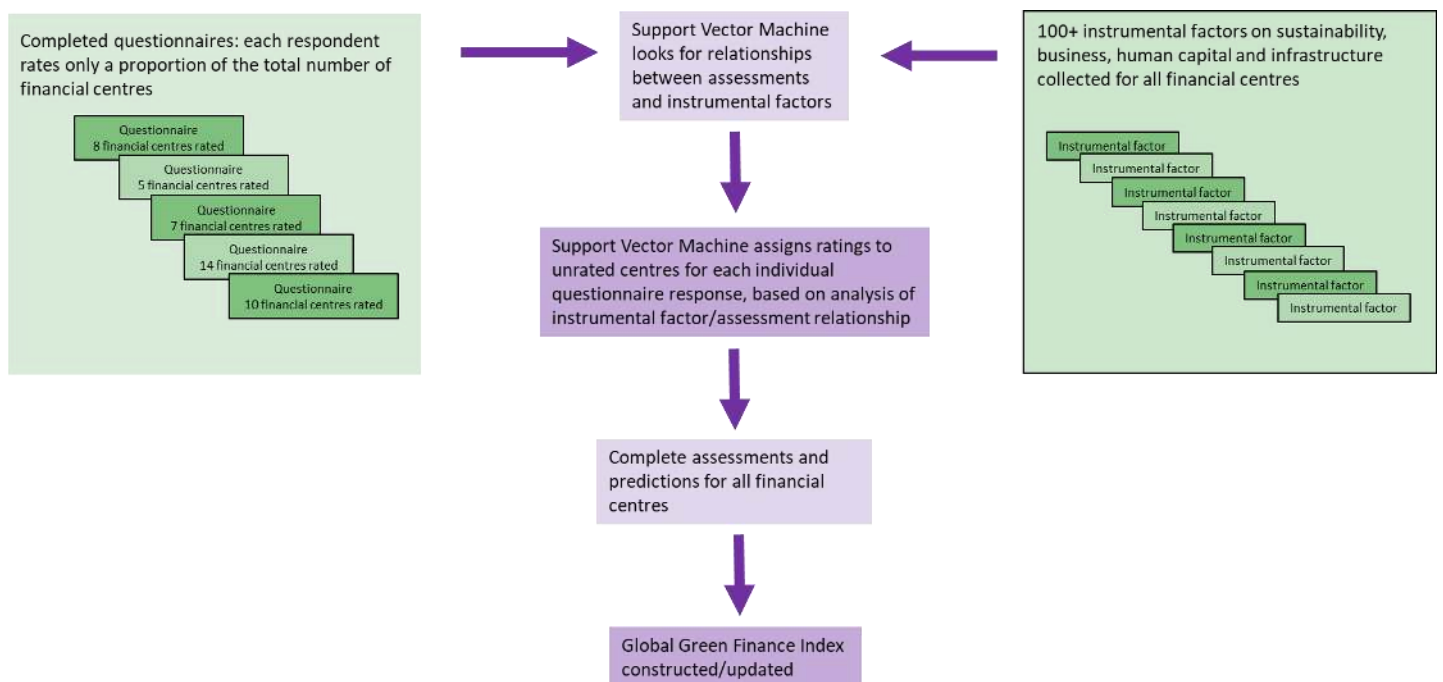 Completed questionnaires: each respondent
rates only a proportion of the total number of
financial centres
Questionnaire
8 financial centres rated
Questionnaire
5 financial centres rated
Questionnaire
7 financial centres rated
Questionnaire
14 financial centres rated
Questionnaire
10 financial centres rated
Support Vector Machine
looks for relationships
between assessments
and instrumental factors
100+ instrumental factors on sustainability,
business, human capital and infrastructure
collected for all financial centres
Instrumental factor
Instrumental factor
Instrumental factor
Instrumental factor
Instrumental factor
Instrumental factor
Instrumental factor
Instrumental factor
Support Vector Machine assigns ratings to
unrated centres for each individual
questionnaire response, based on analysis of
instrumental factor/assessment relationship
Complete assessments and
predictions for all financial
centres
Global Green Finance Index
constructed/updated